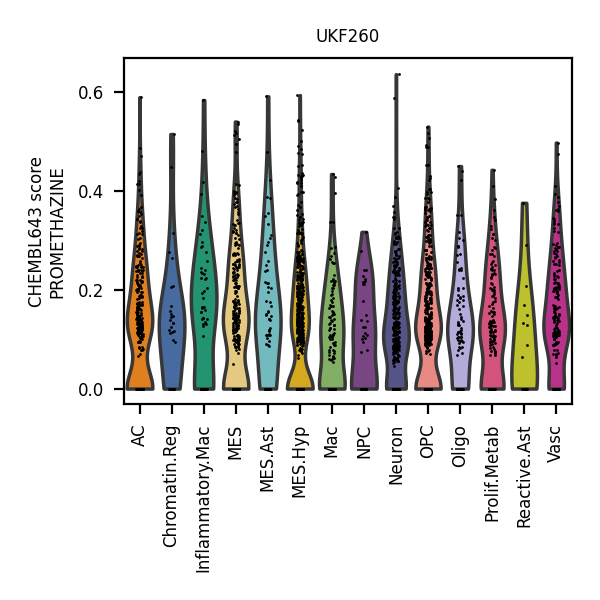 UKF260
CHEMBL643 score
PROMETHAZINE
0.6
0.4
0.2
0.0
AC
Chromatin.Reg
Inflammatory.Mac
MES
MES.Ast
MES.Hyp
Mac
NPC
Neuron
OPC
Oligo
Prolif.Metab
Reactive.Ast
Vasc